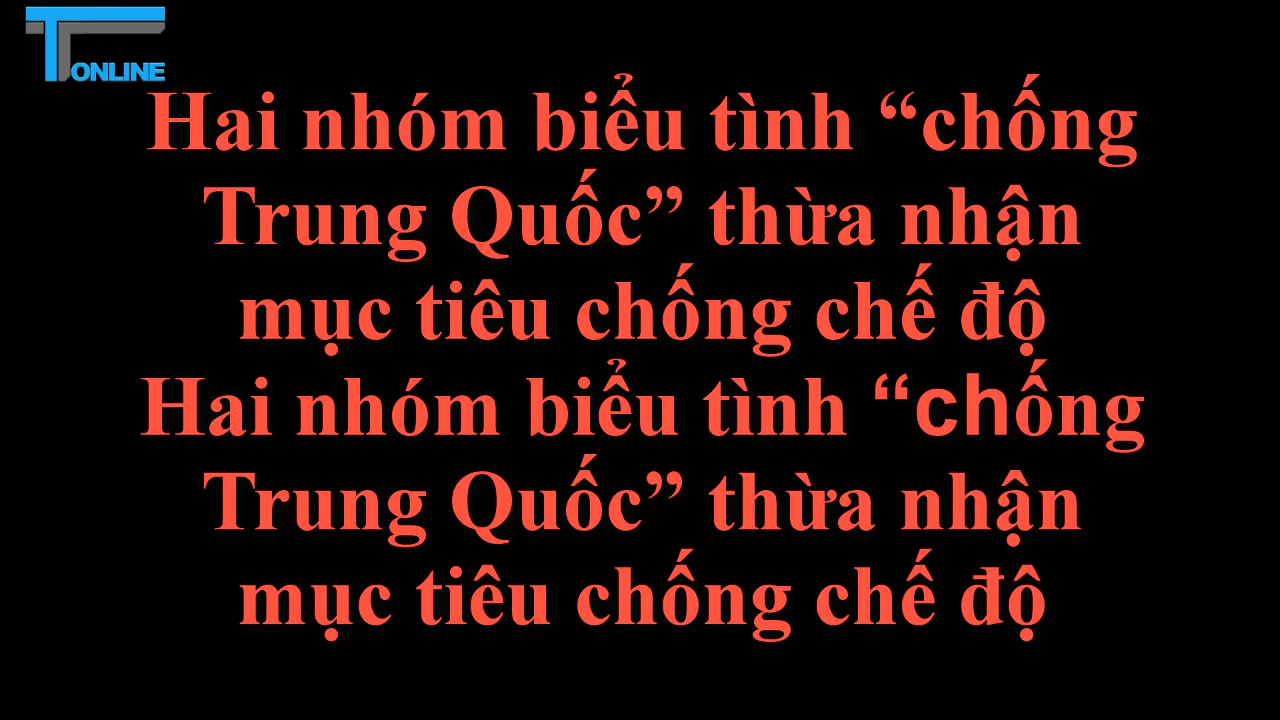 ONLINE
Hai nhóm biểu tình “chống
Trung Quốc” thừa nhận
mục tiêu chống chế độ
Hai nhóm biểu tình “chống
Trung Quốc” thừa nhận
mục tiêu chống chế độ